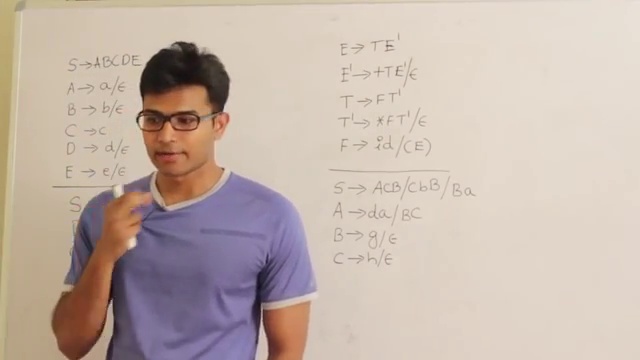 S→ABCDE
A→a/ε
B→b/ε
C→c
D→d/ε
E→e/ε
S
E→TE'
E'→+TE'/ε
T→FT'
T'→*FT'/ε
F→id/(E)
S→ACB/CbB/Ba
A→da/BC
B→g/ε
C→h/ε